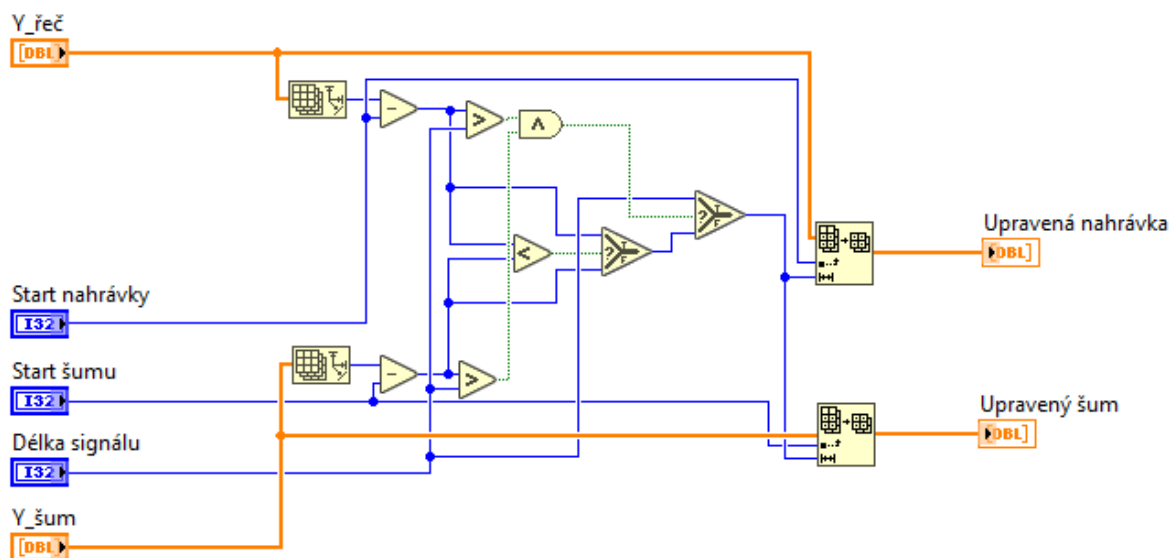 Y_řeč
[DBL]
Start nahrávky
I32
Start šumu
I32
Délka signálu
I32
Y_šum
[DBL]
-
>
∧
<
?
T
F
?
T
F
-
>
Upravená nahrávka
[DBL]
Upravený šum
[DBL]